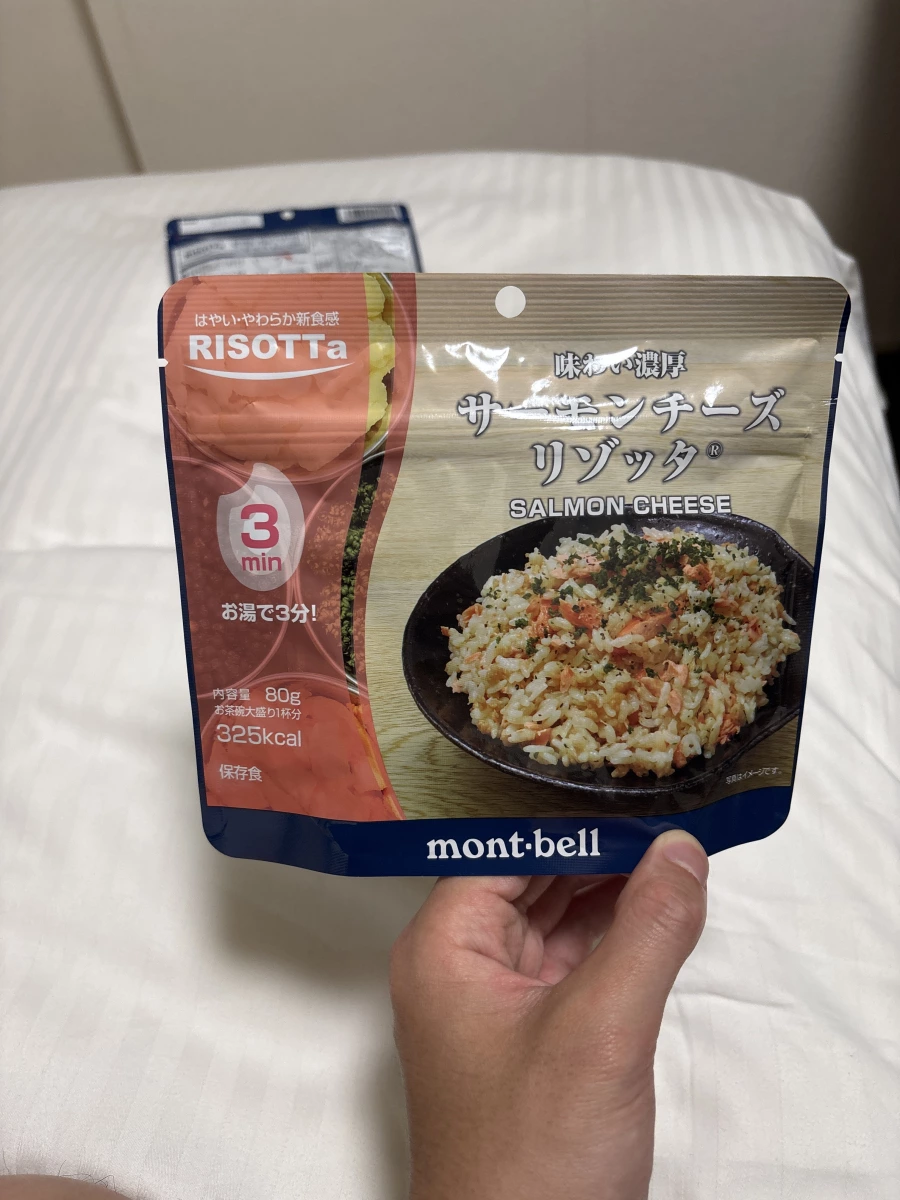 はやい・やわらか新食感
RISOTTa
味わい濃厚
サーモンチーズ
リゾッタ®
SALMON CHEESE
3
min
お湯で3分!
内容量 80g
お茶碗大盛り1杯分
325kcal
保存食
写真はイメージです。
mont·bell